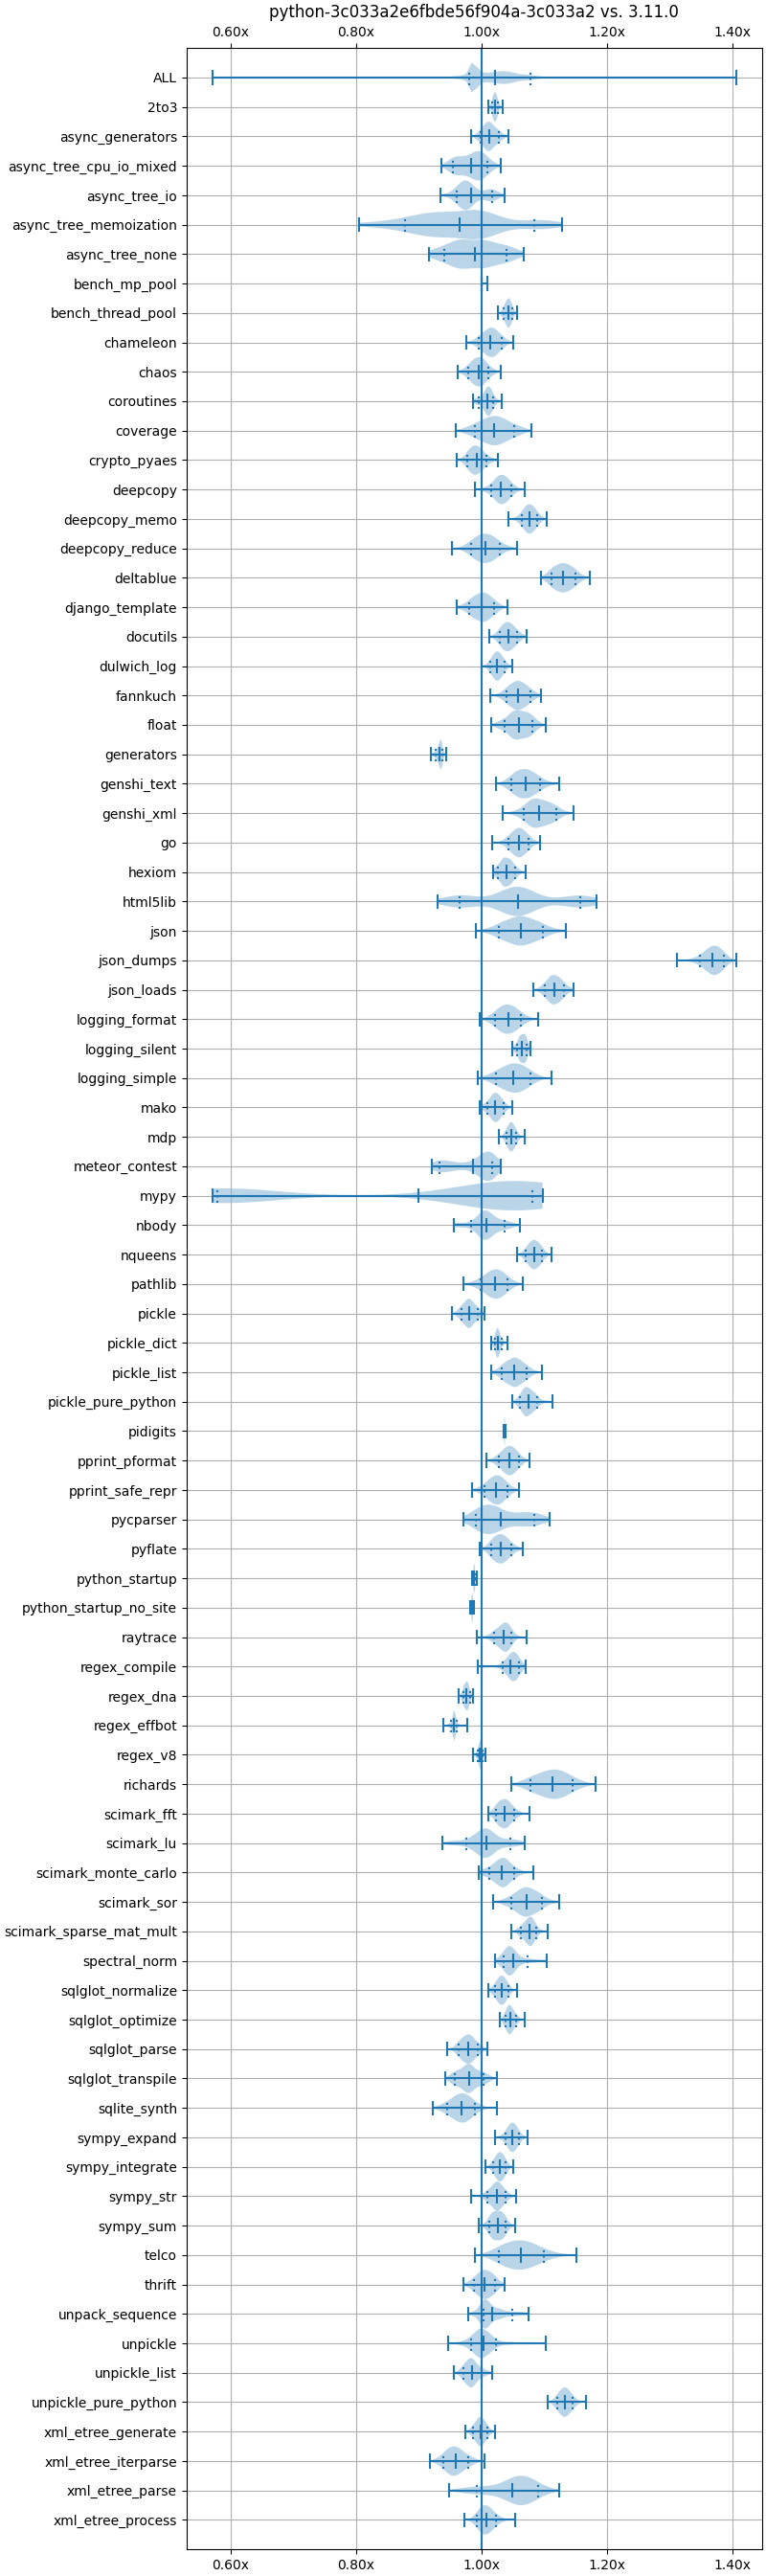 python-3c033a2e6fbde56f904a-3c033a2 vs. 3.11.0
0.60x 0.80x 1.00x 1.20x 1.40x
ALL
2to3
async_generators
async_tree_cpu_io_mixed
async_tree_io
async_tree_memoization
async_tree_none
bench_mp_pool
bench_thread_pool
chameleon
chaos
coroutines
coverage
crypto_pyaes
deepcopy
deepcopy_memo
deepcopy_reduce
deltablue
django_template
docutils
dulwich_log
fannkuch
float
generators
genshi_text
genshi_xml
go
hexiom
html5lib
json
json_dumps
json_loads
logging_format
logging_silent
logging_simple
mako
mdp
meteor_contest
mypy
nbody
nqueens
pathlib
pickle
pickle_dict
pickle_list
pickle_pure_python
pidigits
pprint_pformat
pprint_safe_repr
pycparser
pyflate
python_startup
python_startup_no_site
raytrace
regex_compile
regex_dna
regex_effbot
regex_v8
richards
scimark_fft
scimark_lu
scimark_monte_carlo
scimark_sor
scimark_sparse_mat_mult
spectral_norm
sqlglot_normalize
sqlglot_optimize
sqlglot_parse
sqlglot_transpile
sqlite_synth
sympy_expand
sympy_integrate
sympy_str
sympy_sum
telco
thrift
unpack_sequence
unpickle
unpickle_list
unpickle_pure_python
xml_etree_generate
xml_etree_iterparse
xml_etree_parse
xml_etree_process
0.60x 0.80x 1.00x 1.20x 1.40x